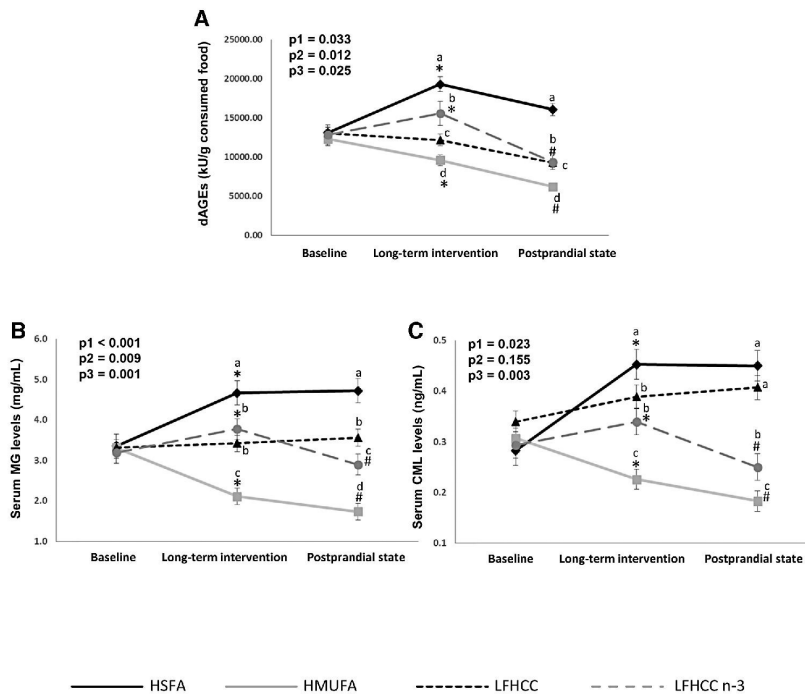 A
dAGEs (kU/g consumed food)
25000.00
20000.00
15000.00
10000.00
5000.00
0.00
p1 = 0.033
p2 = 0.012
p3 = 0.025
a
*
a
b
*
b
#
c
c
d
*
d
#
Baseline Long-term intervention Postprandial state
B
Serum MG levels (mg/mL)
6.0
5.0
4.0
3.0
2.0
1.0
p1 < 0.001
p2 = 0.009
p3 = 0.001
a
*
a
b
*
b
b
c
#
c
*
d
#
Baseline Long-term intervention Postprandial state
C
Serum CML levels (ng/mL)
0.5
0.4
0.3
0.2
0.1
p1 = 0.023
p2 = 0.155
p3 = 0.003
a
*
a
b
a
b
*
b
#
c
*
c
#
Baseline Long-term intervention Postprandial state
HSFA HMUFA LFHCC LFHCC n-3